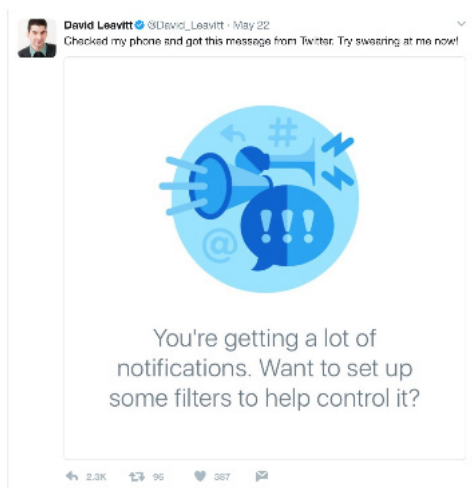 David Leavitt @David_Leavitt · May 22
Checked my phone and got this message from Twitter. Try swearing at me now!
#
@ !!!
You're getting a lot of
notifications. Want to set up
some filters to help control it?
2.3K 96 367